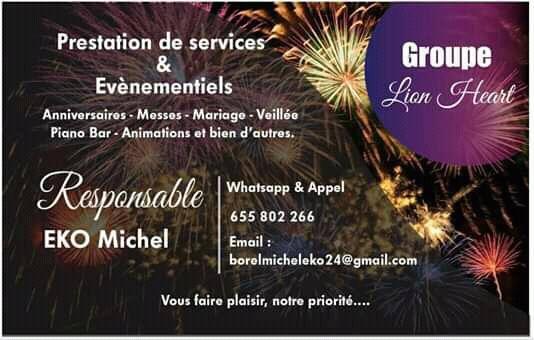 Prestation de services
&
Evènementiels
Anniversaires - Messes - Mariage - Veillée
Piano Bar - Animations et bien d'autres.
Groupe
Lion Heart
Responsable
EKO Michel
Whatsapp & Appel
655 802 266
Email :
borelmicheleko24@gmail.com
Vous faire plaisir, notre priorité....